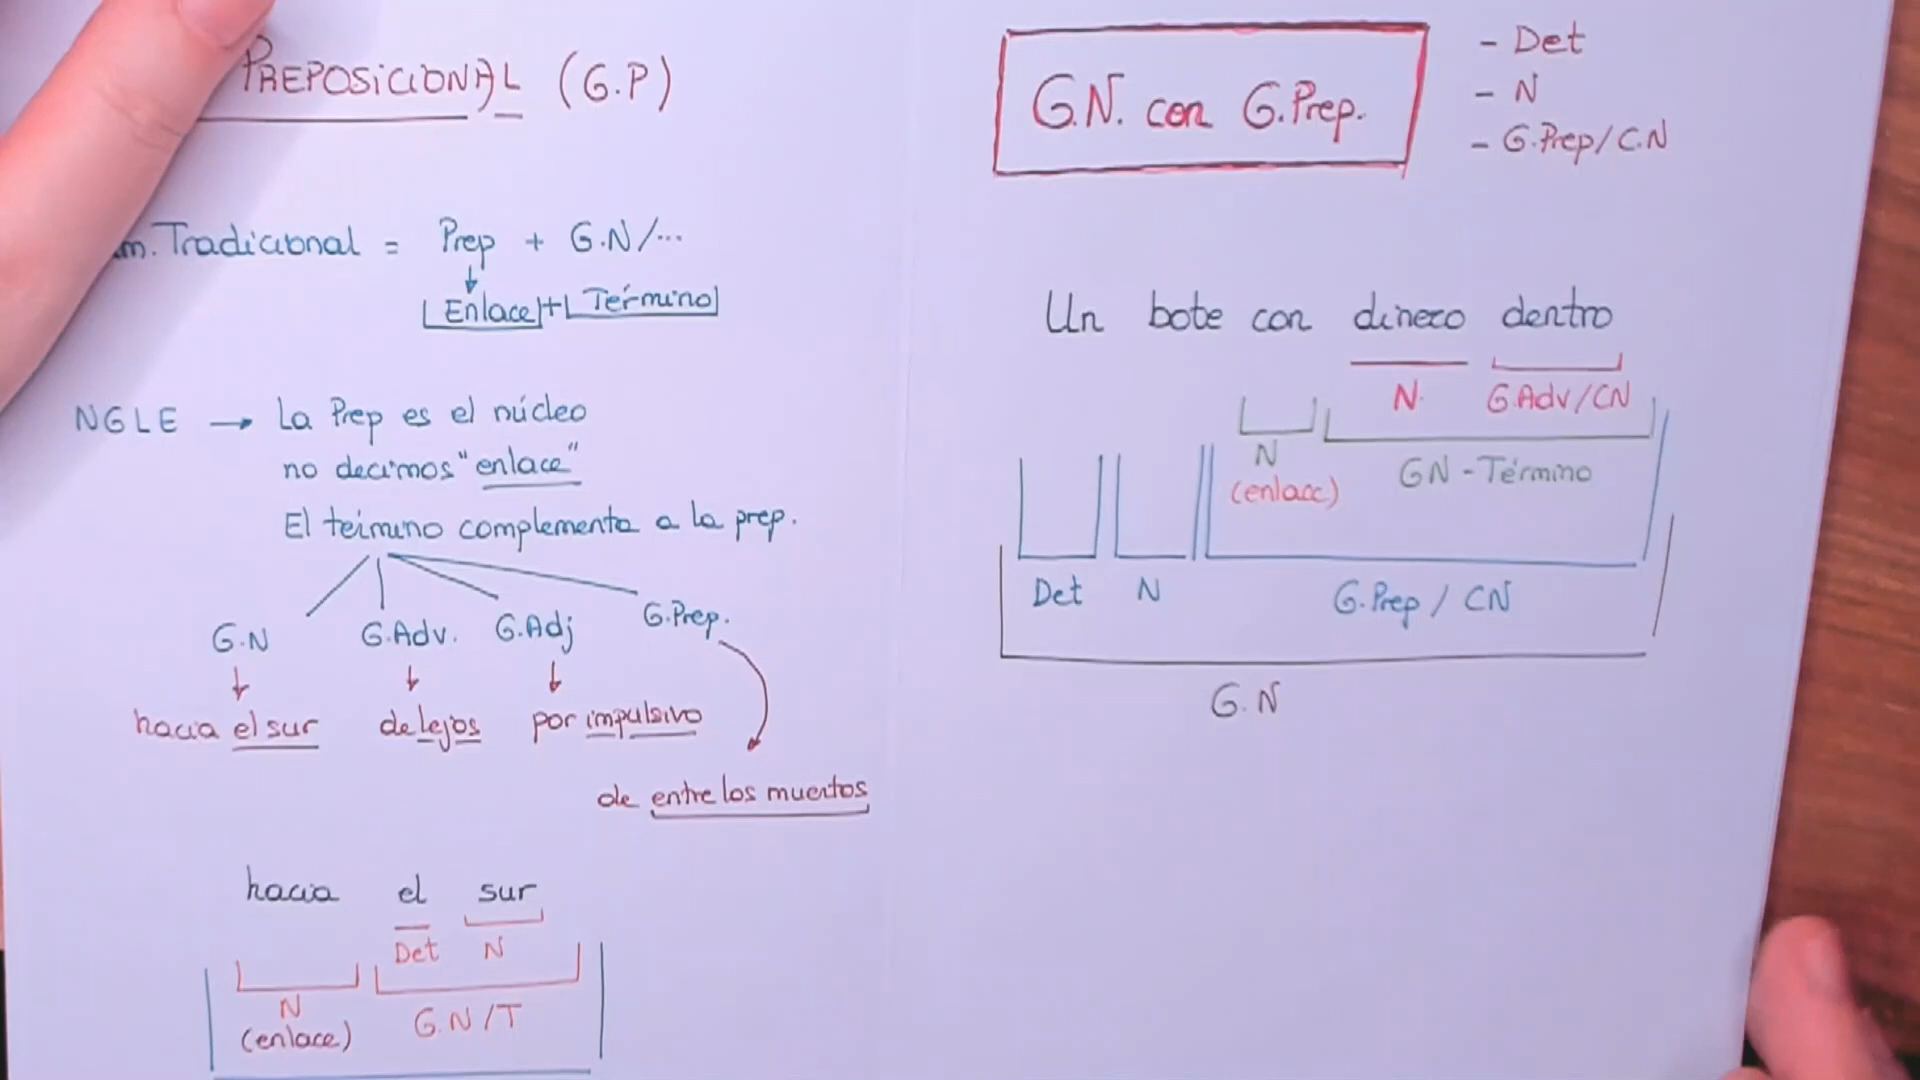 PREPOSICIONAL (G.P)
m. Tradicional = Prep + G.N/...
Enlace + Término
NGLE → La Prep es el núcleo
no decimos "enlace"
El término complementa a la prep.
G.N G.Adv. G.Adj G.Prep.
hacia el sur de lejos por impulsivo
de entre los muertos
hacia el sur
Det N
N G.N/T
(enlace)
G.N. con G.Prep.
- Det
- N
- G.Prep/C.N
Un bote con dinero dentro
N. G.Adv/CN
N GN - Término
(enlace)
Det N G.Prep / CN
G.N